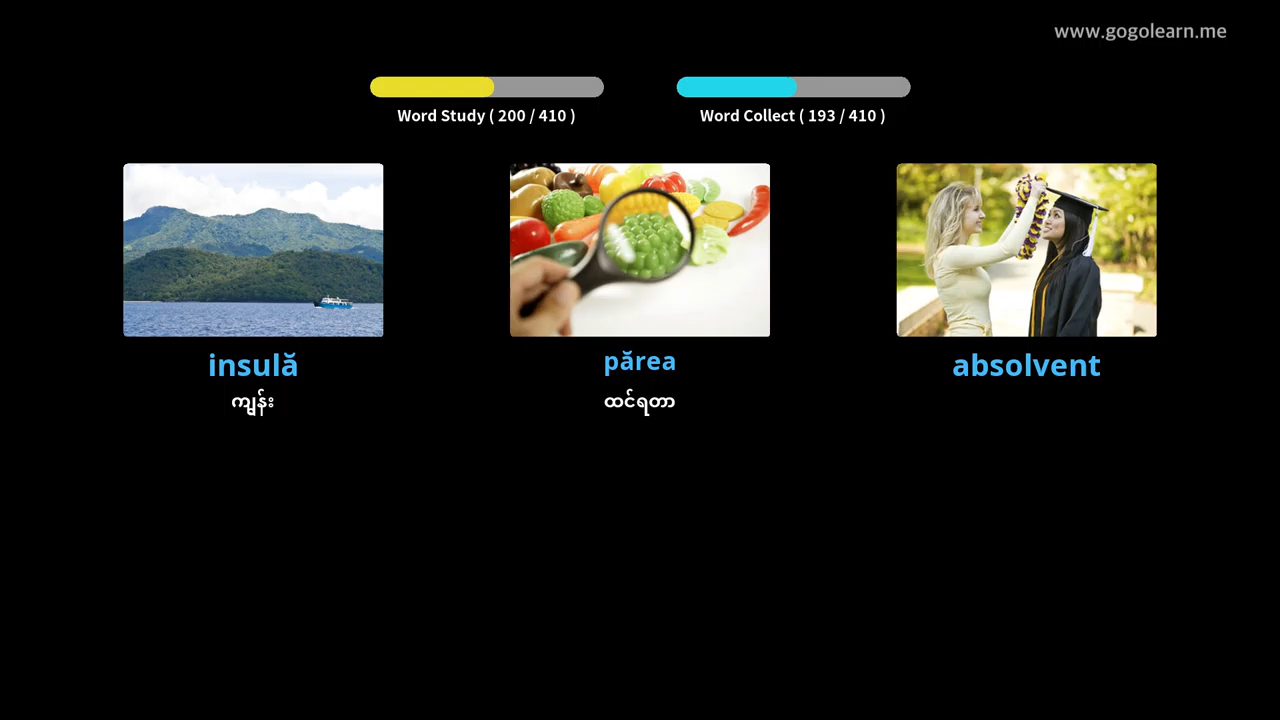 www.gogolearn.me
Word Study ( 200 / 410 )
Word Collect ( 193 / 410 )
insulă
ကျွန်း
părea
ထင်ရတာ
absolvent